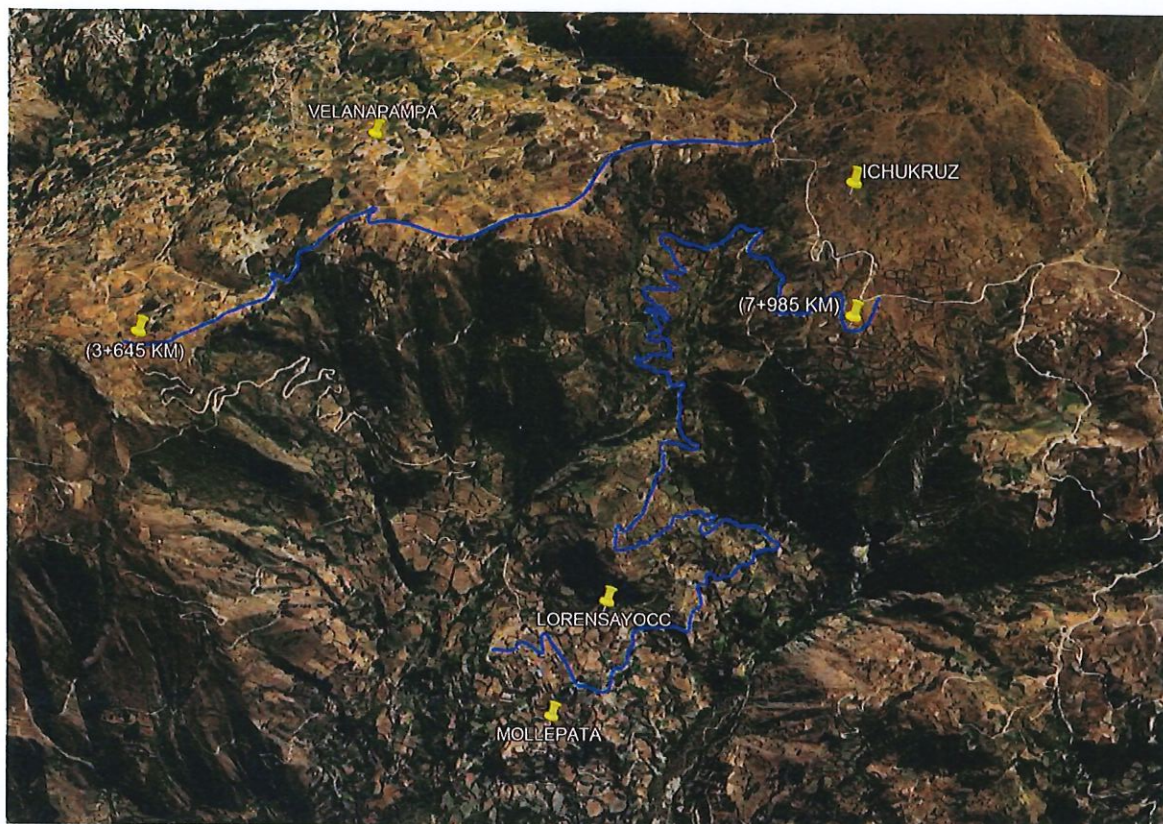 VELANAPAMPA
ICHUKRUZ
(7+985 KM)
(3+645 KM)
LORENSAYOCC
MOLLEPATA